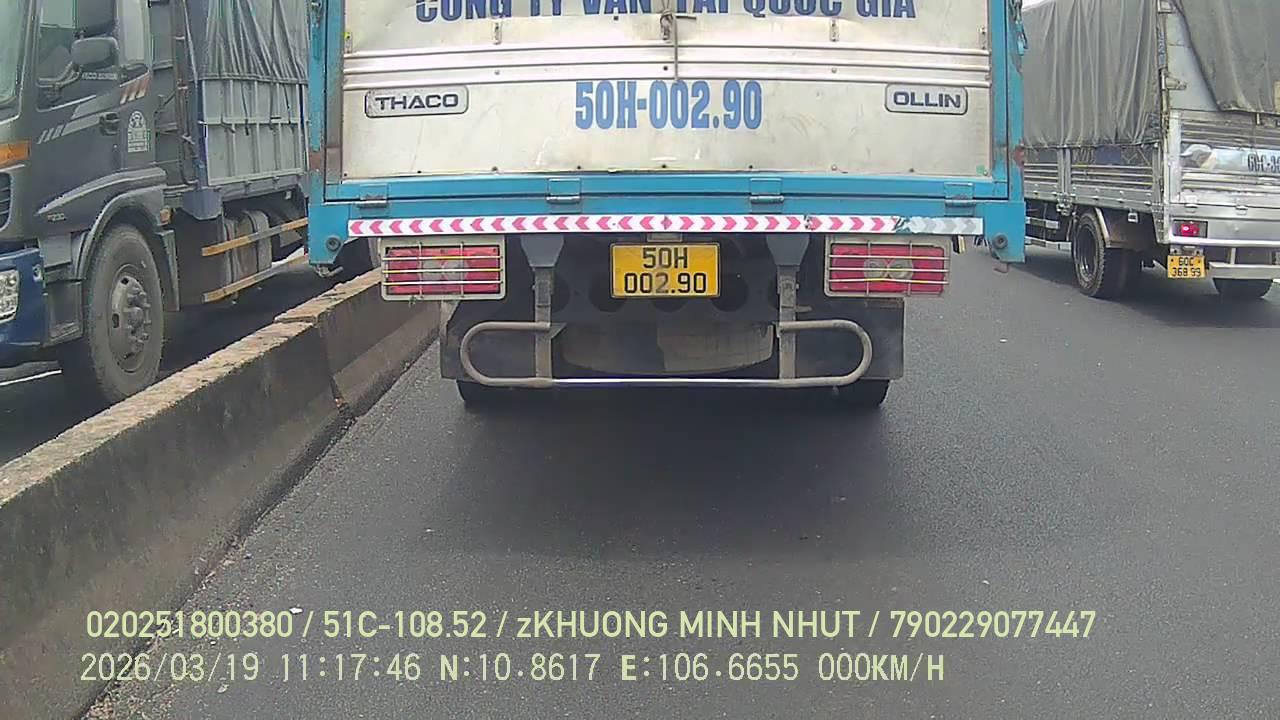 CÔNG TY VẬN TẢI QUỐC GIA
THACO
50H-002.90
OLLIN
50H
002.90
60C
368.99
020251800380 / 51C-108.52 / zKHUONG MINH NHUT / 790229077447
2026/03/19 11:17:46 N:10.8617 E:106.6655 000KM/H